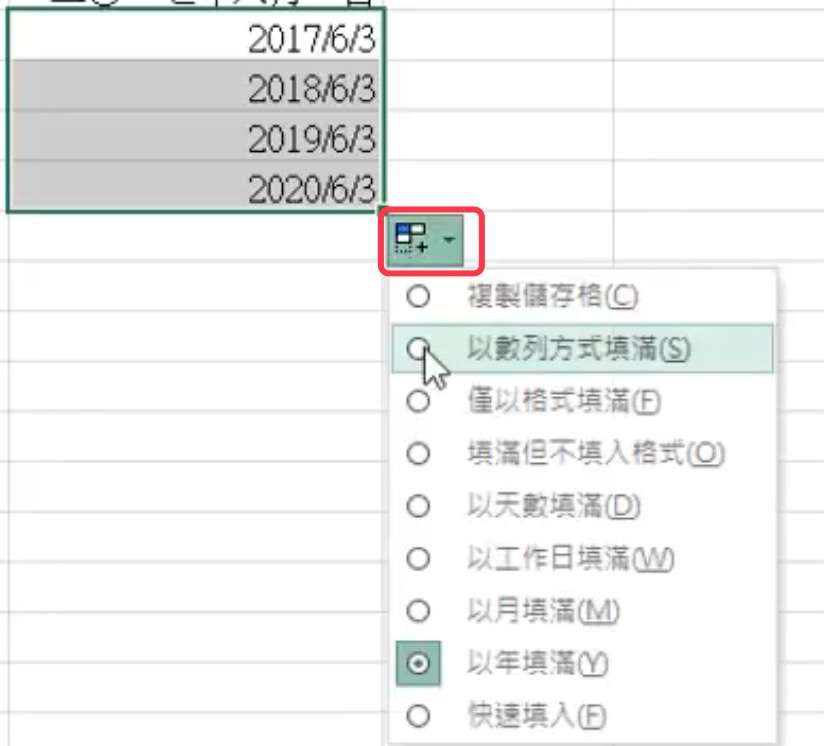 2017/6/3
2018/6/3
2019/6/3
2020/6/3
複製儲存格(C)
以數列方式填滿(S)
僅以格式填滿(F)
填滿但不填入格式(O)
以天數填滿(D)
以工作日填滿(W)
以月填滿(M)
以年填滿(Y)
快速填入(F)